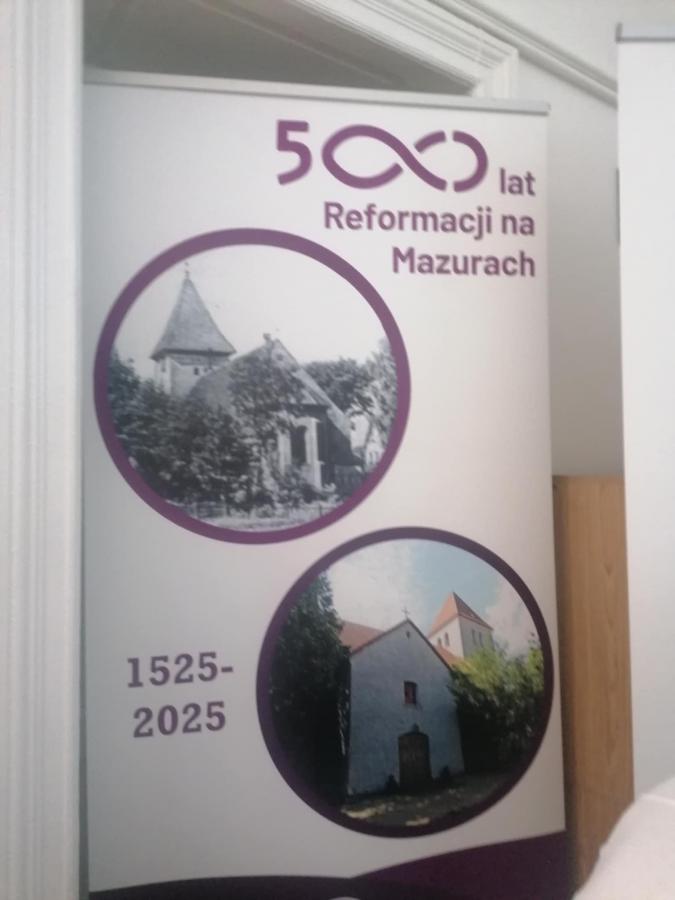 500 lat
Reformacji na
Mazurach
1525-
2025